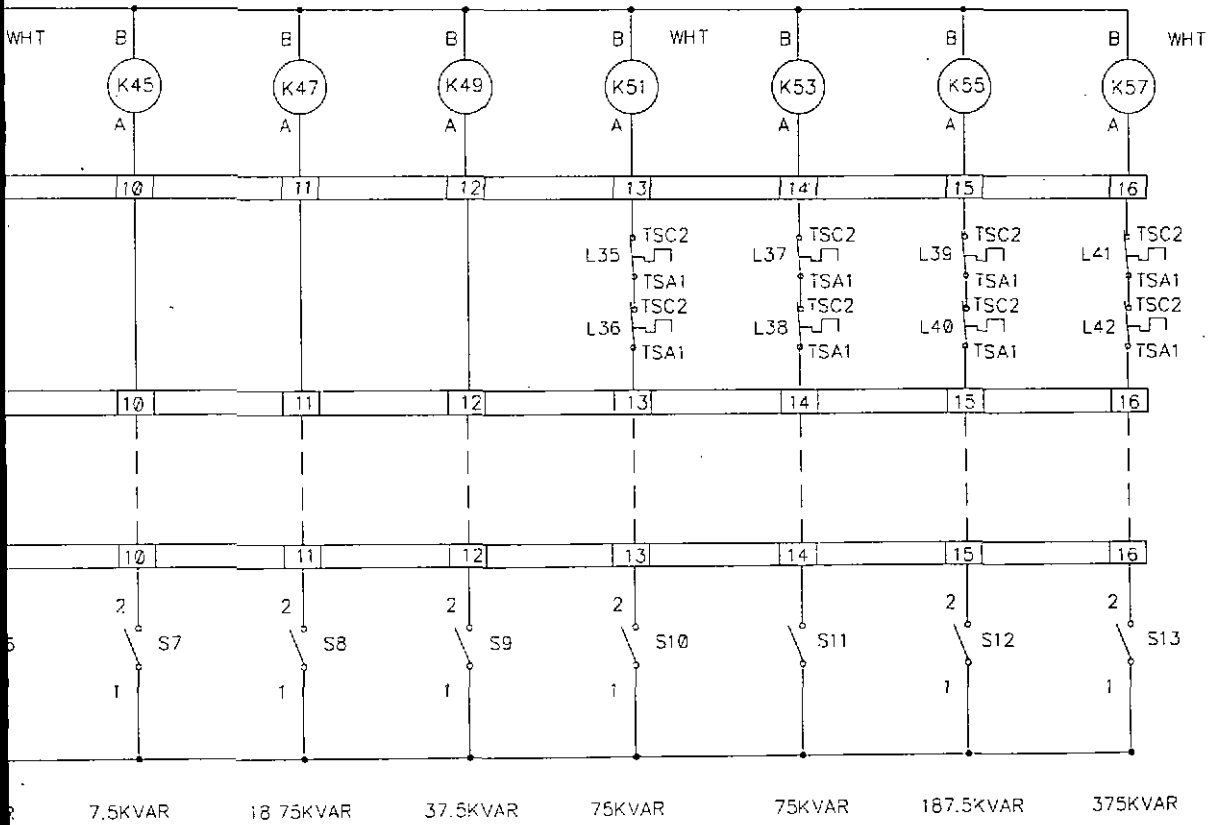 WHT B B B B WHT B B B WHT
K45 K47 K49 K51 K53 K55 K57
A A A A A A A
10 11 12 13 14 15 16
TSC2 TSC2 TSC2 TSC2
L35 L37 L39 L41
TSA1 TSA1 TSA1 TSA1
TSC2 TSC2 TSC2 TSC2
L36 L38 L40 L42
TSA1 TSA1 TSA1 TSA1
10 11 12 13 14 15 16
10 11 12 13 14 15 16
2 2 2 2 2 2
S7 S8 S9 S10 S11 S12 S13
1 1 1 1 1 1
7.5KVAR 18.75KVAR 37.5KVAR 75KVAR 75KVAR 187.5KVAR 375KVAR